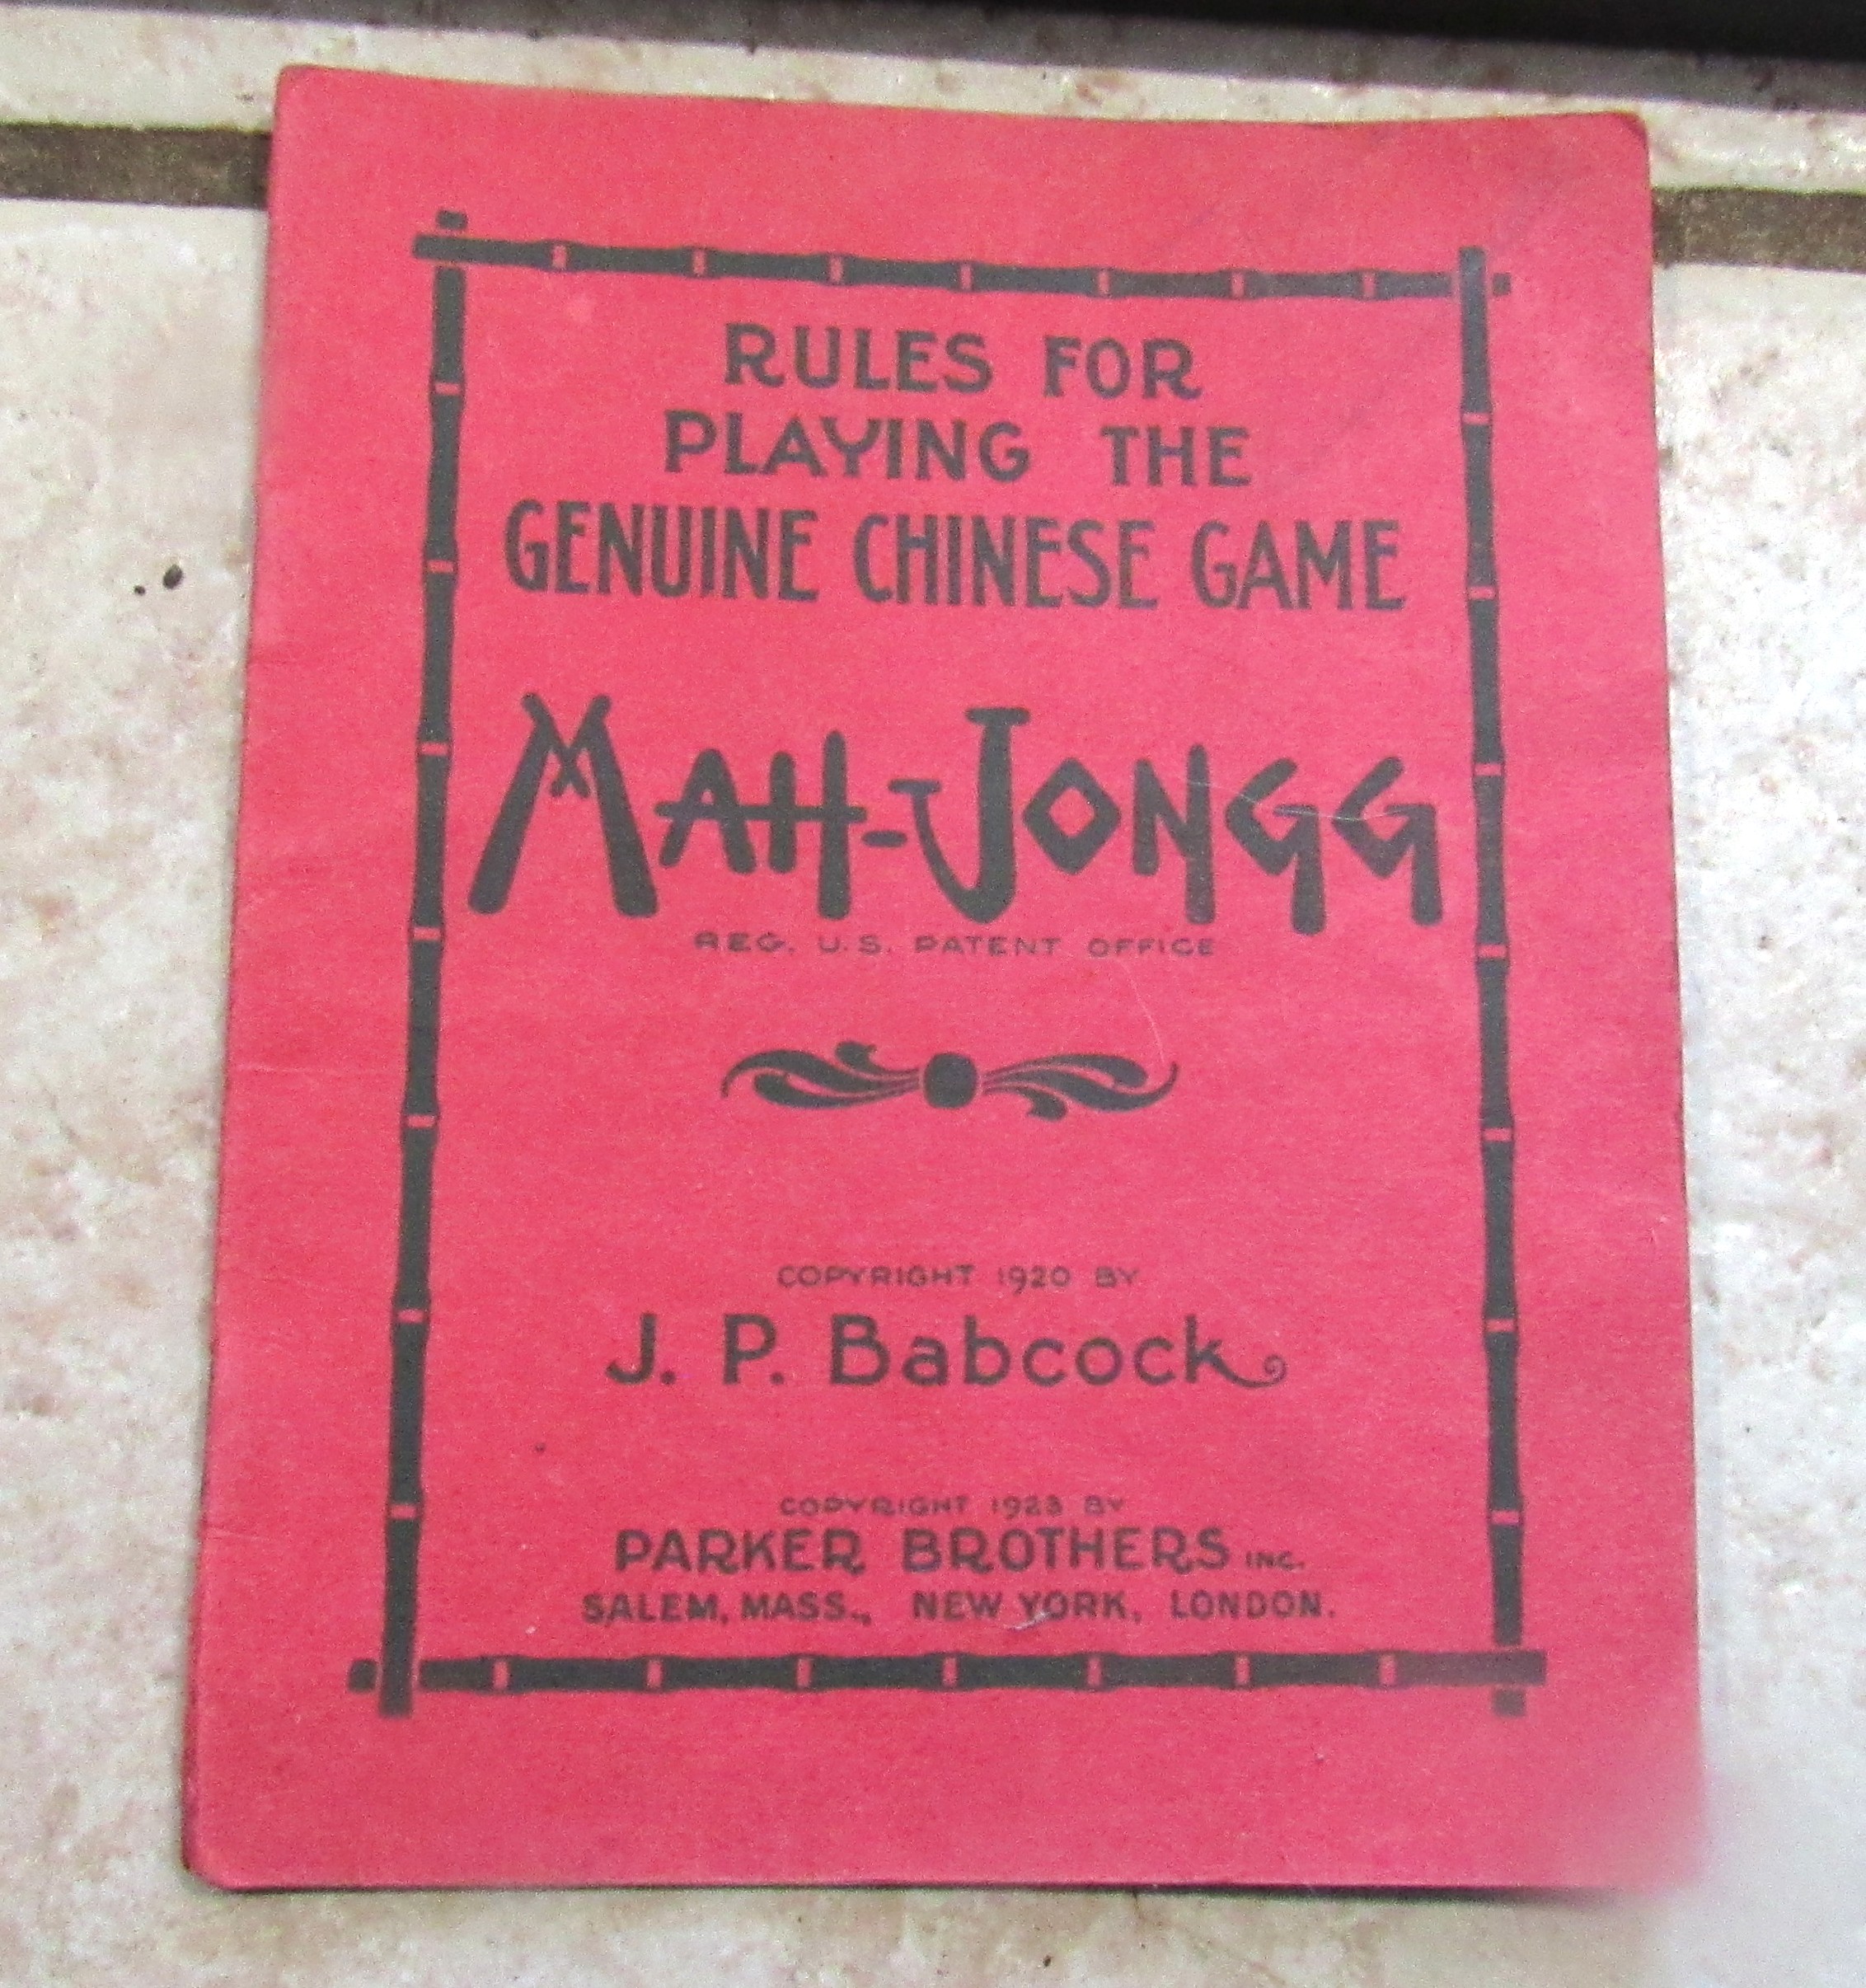 RULES FOR
PLAYING THE
GENUINE CHINESE GAME
MAH-JONGG
REG. U.S. PATENT OFFICE
COPYRIGHT 1920 BY
J. P. Babcock
COPYRIGHT 1923 BY
PARKER BROTHERS INC.
SALEM, MASS., NEW YORK, LONDON.